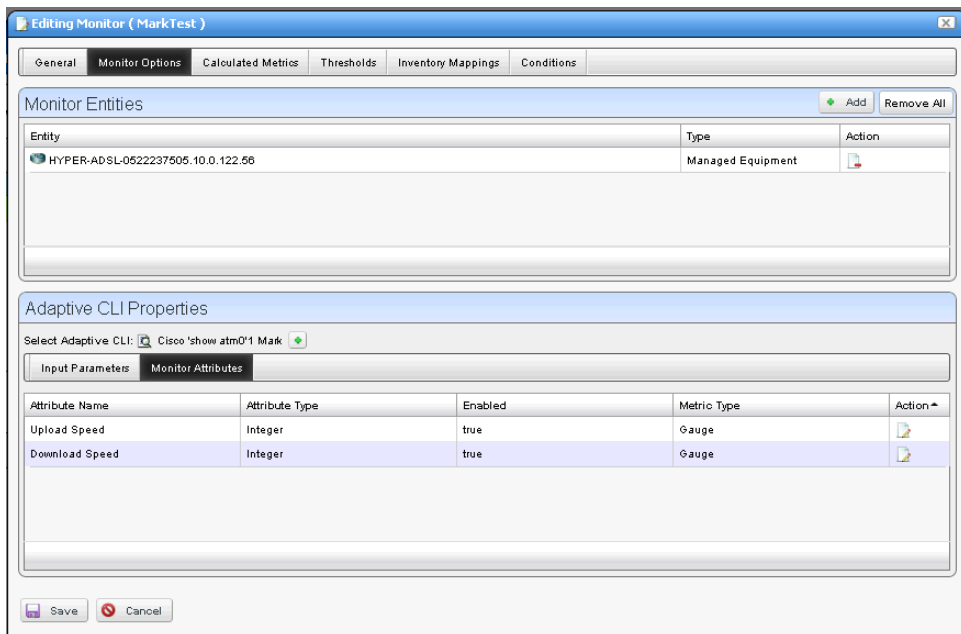 Editing Monitor ( MarkTest )
General Monitor Options Calculated Metrics Thresholds Inventory Mappings Conditions
Monitor Entities Add Remove All
Entity Type Action
HYPER-ADSL-0522237505.10.0.122.56 Managed Equipment
Adaptive CLI Properties
Select Adaptive CLI: Cisco 'show atm0'1 Mark
Input Parameters Monitor Attributes
Attribute Name Attribute Type Enabled Metric Type Action
Upload Speed Integer true Gauge
Download Speed Integer true Gauge
Save Cancel